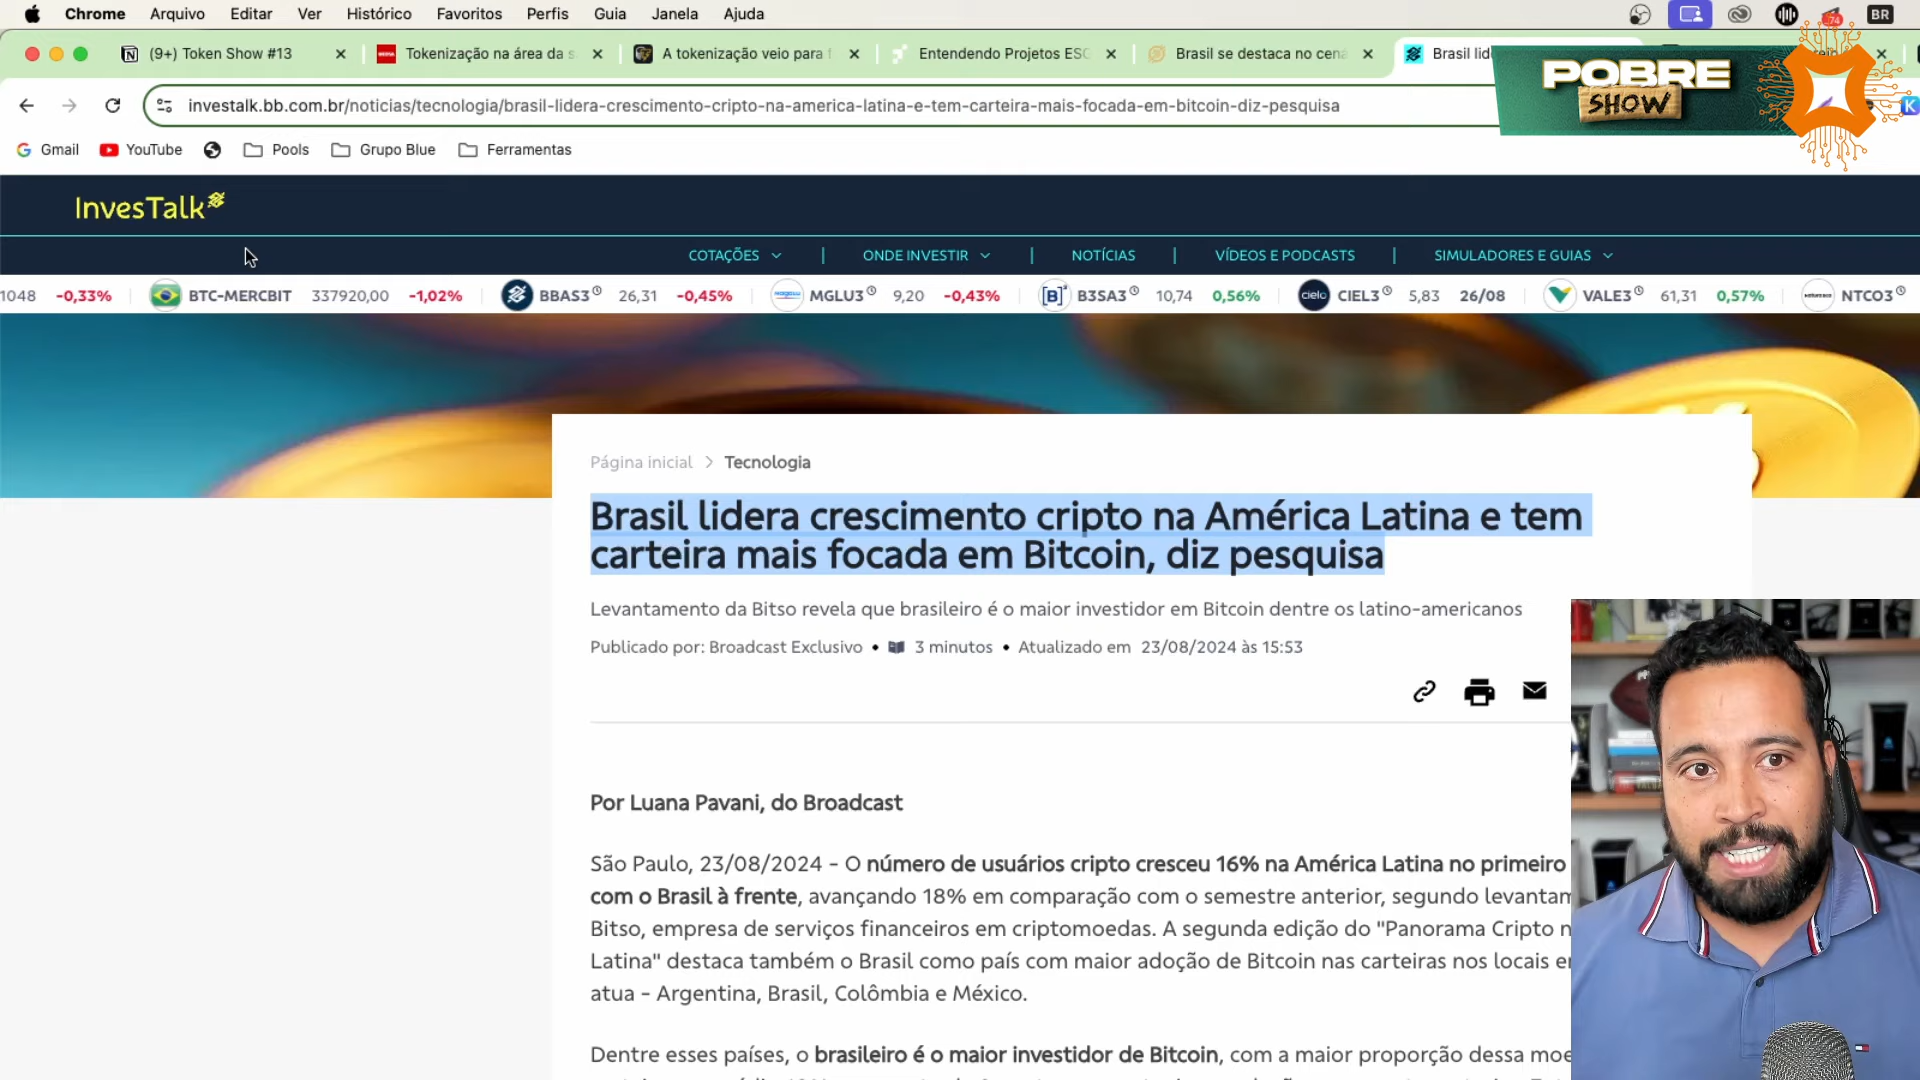 Chrome Arquivo Editar Ver Histórico Favoritos Perfis Guia Janela Ajuda
74 BR
(9+) Token Show #13
Tokenização na área da s
A tokenização veio para f
Entendendo Projetos ESG
Brasil se destaca no cená
Brasil lid
POBRE
SHOW
investalk.bb.com.br/noticias/tecnologia/brasil-lidera-crescimento-cripto-na-america-latina-e-tem-carteira-mais-focada-em-bitcoin-diz-pesquisa
K
Gmail YouTube Pools Grupo Blue Ferramentas
InvesTalk
COTAÇÕES | ONDE INVESTIR | NOTÍCIAS | VÍDEOS E PODCASTS | SIMULADORES E GUIAS
1048 -0,33% BTC-MERCBIT 337920,00 -1,02% BBAS3 26,31 -0,45% MGLU3 9,20 -0,43% [B] B3SA3 10,74 0,56% cielo CIEL3 5,83 26/08 VALE3 61,31 0,57% NTCO3
Página inicial > Tecnologia
Brasil lidera crescimento cripto na América Latina e tem
carteira mais focada em Bitcoin, diz pesquisa
Levantamento da Bitso revela que brasileiro é o maior investidor em Bitcoin dentre os latino-americanos
Publicado por: Broadcast Exclusivo • 3 minutos • Atualizado em 23/08/2024 às 15:53
Por Luana Pavani, do Broadcast
São Paulo, 23/08/2024 - O número de usuários cripto cresceu 16% na América Latina no primeiro
com o Brasil à frente, avançando 18% em comparação com o semestre anterior, segundo levantam
Bitso, empresa de serviços financeiros em criptomoedas. A segunda edição do "Panorama Cripto n
Latina" destaca também o Brasil como país com maior adoção de Bitcoin nas carteiras nos locais e
atua - Argentina, Brasil, Colômbia e México.
Dentre esses países, o brasileiro é o maior investidor de Bitcoin, com a maior proporção dessa moe